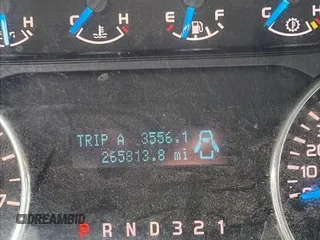 H C H E F C H
TRIP A 3556.1
265813.8 mi
P R N D 3 2 1
DREAMBID